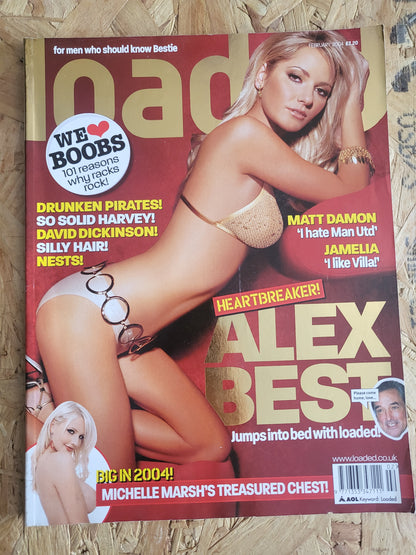 for men who should know Bestie
FEBRUARY 2004 £3.20
loaded
WE
BOOBS
101 reasons
why racks
rock!
DRUNKEN PIRATES!
SO SOLID HARVEY!
DAVID DICKINSON!
SILLY HAIR!
NESTS!
MATT DAMON
'I hate Man Utd'
JAMELIA
'I like Villa!'
HEARTBREAKER!
ALEX
BEST
Jumps into bed with loaded!
Please come
home, love...
BIG IN 2004!
MICHELLE MARSH'S TREASURED CHEST!
www.loaded.co.uk
02
AOL Keyword: Loaded